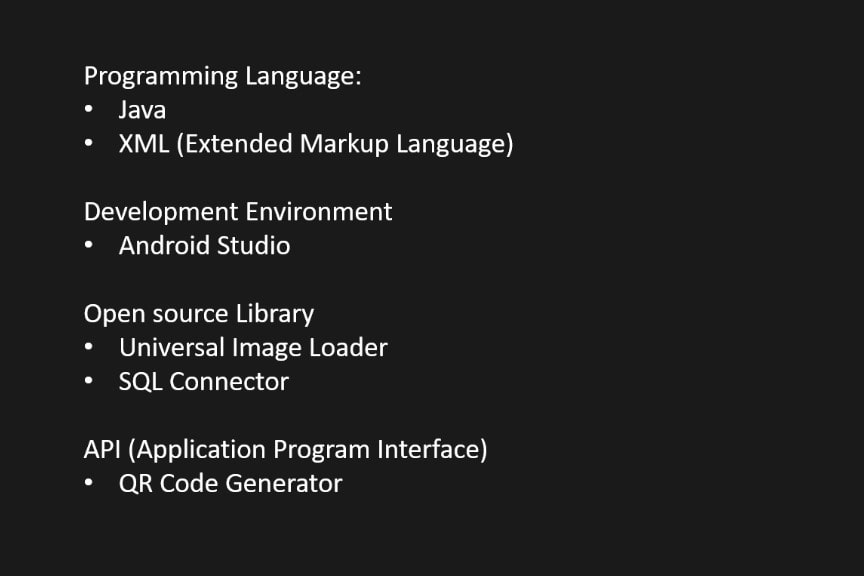 Programming Language:
• Java
• XML (Extended Markup Language)
Development Environment
• Android Studio
Open source Library
• Universal Image Loader
• SQL Connector
API (Application Program Interface)
• QR Code Generator